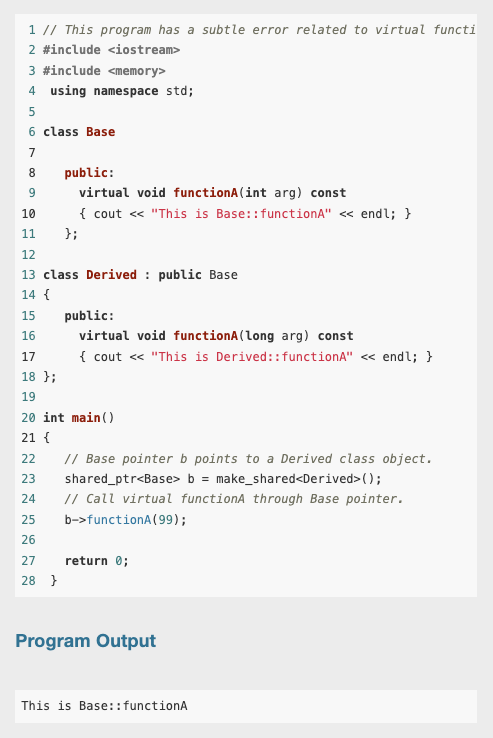 1 // This program has a subtle error related to virtual functi
2 #include <iostream>
3 #include <memory>
4 using namespace std;
5
6 class Base
7
8 public:
9 virtual void functionA(int arg) const
10 { cout << "This is Base::functionA" << endl; }
11 };
12
13 class Derived : public Base
14 {
15 public:
16 virtual void functionA(long arg) const
17 { cout << "This is Derived::functionA" << endl; }
18 };
19
20 int main()
21 {
22 // Base pointer b points to a Derived class object.
23 shared_ptr<Base> b = make_shared<Derived>();
24 // Call virtual functionA through Base pointer.
25 b->functionA(99);
26
27 return 0;
28 }
Program Output
This is Base::functionA